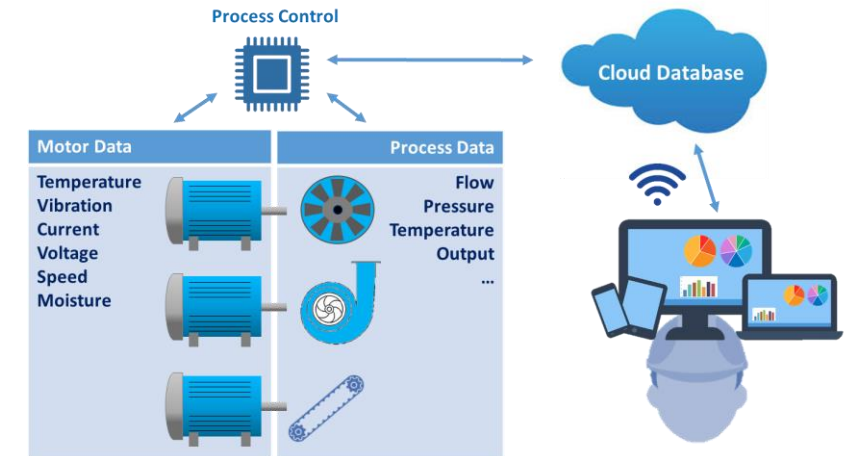 Process Control
Cloud Database
Motor Data
Process Data
Temperature
Vibration
Current
Voltage
Speed
Moisture
Flow
Pressure
Temperature
Output
...